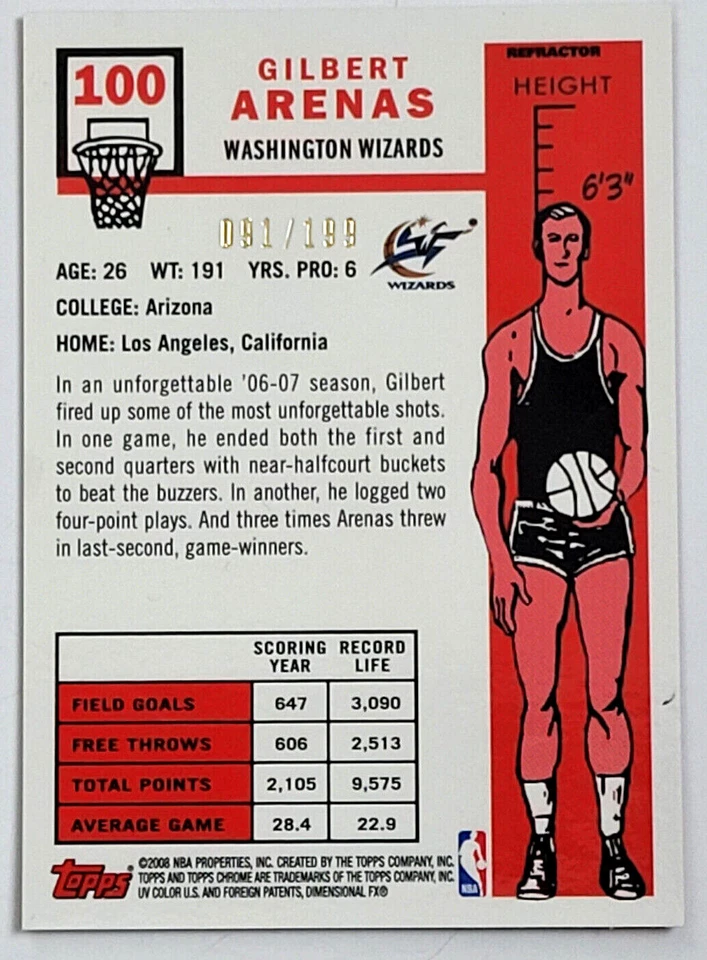 100
GILBERT
ARENAS
WASHINGTON WIZARDS
REFRACTOR
HEIGHT
6'3"
091/199
WIZARDS
AGE: 26 WT: 191 YRS. PRO: 6
COLLEGE: Arizona
HOME: Los Angeles, California
In an unforgettable '06-07 season, Gilbert
fired up some of the most unforgettable shots.
In one game, he ended both the first and
second quarters with near-halfcourt buckets
to beat the buzzers. In another, he logged two
four-point plays. And three times Arenas threw
in last-second, game-winners.
SCORING YEAR RECORD LIFE
FIELD GOALS 647 3,090
FREE THROWS 606 2,513
TOTAL POINTS 2,105 9,575
AVERAGE GAME 28.4 22.9
Topps®
©2008 NBA PROPERTIES, INC. CREATED BY THE TOPPS COMPANY, INC.
TOPPS AND TOPPS CHROME ARE TRADEMARKS OF THE TOPPS COMPANY, INC.
UV COLOR U.S. AND FOREIGN PATENTS, DIMENSIONAL FX®
NBA